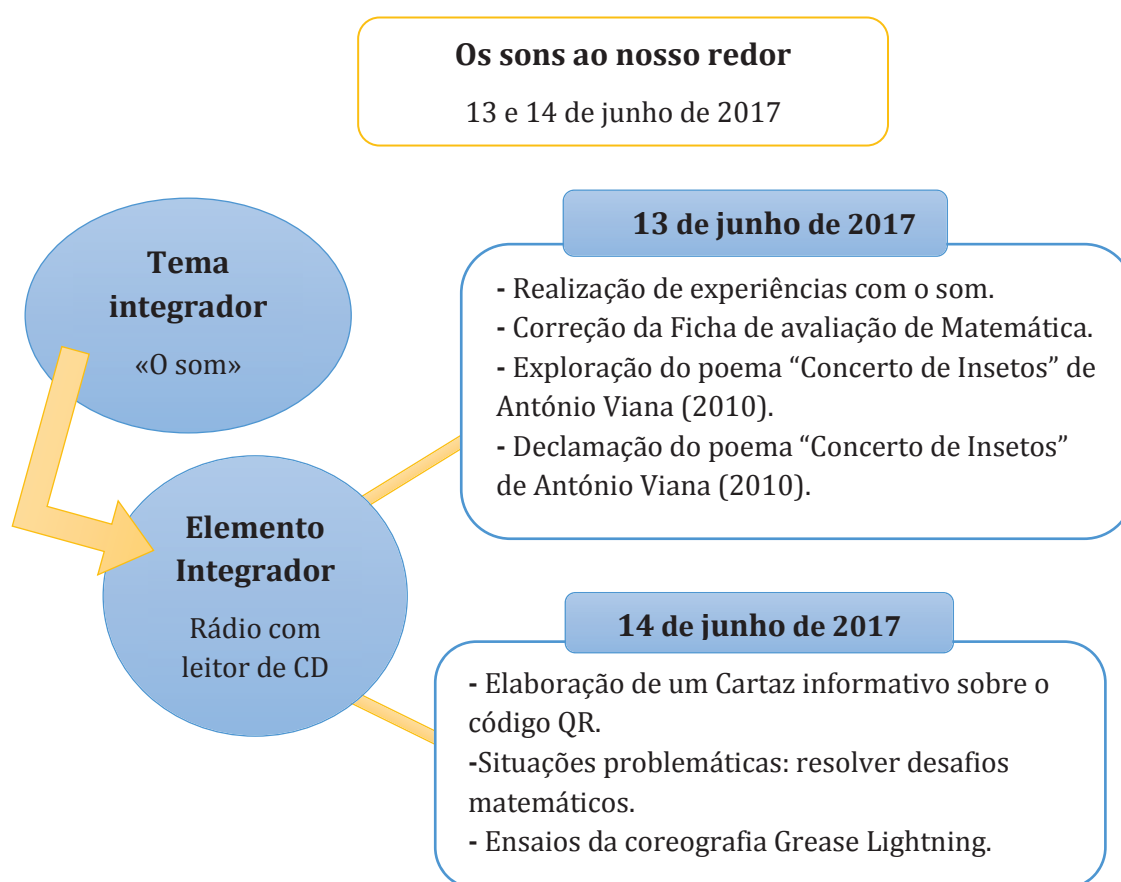 Os sons ao nosso redor
13 e 14 de junho de 2017
Tema
integrador
«O som»
Elemento
Integrador
Rádio com
leitor de CD
13 de junho de 2017
- Realização de experiências com o som.
- Correção da Ficha de avaliação de Matemática.
- Exploração do poema “Concerto de Insetos” de
António Viana (2010).
- Declamação do poema “Concerto de Insetos”
de António Viana (2010).
14 de junho de 2017
- Elaboração de um Cartaz informativo sobre o
código QR.
-Situações problemáticas: resolver desafios
matemáticos.
- Ensaios da coreografia Grease Lightning.